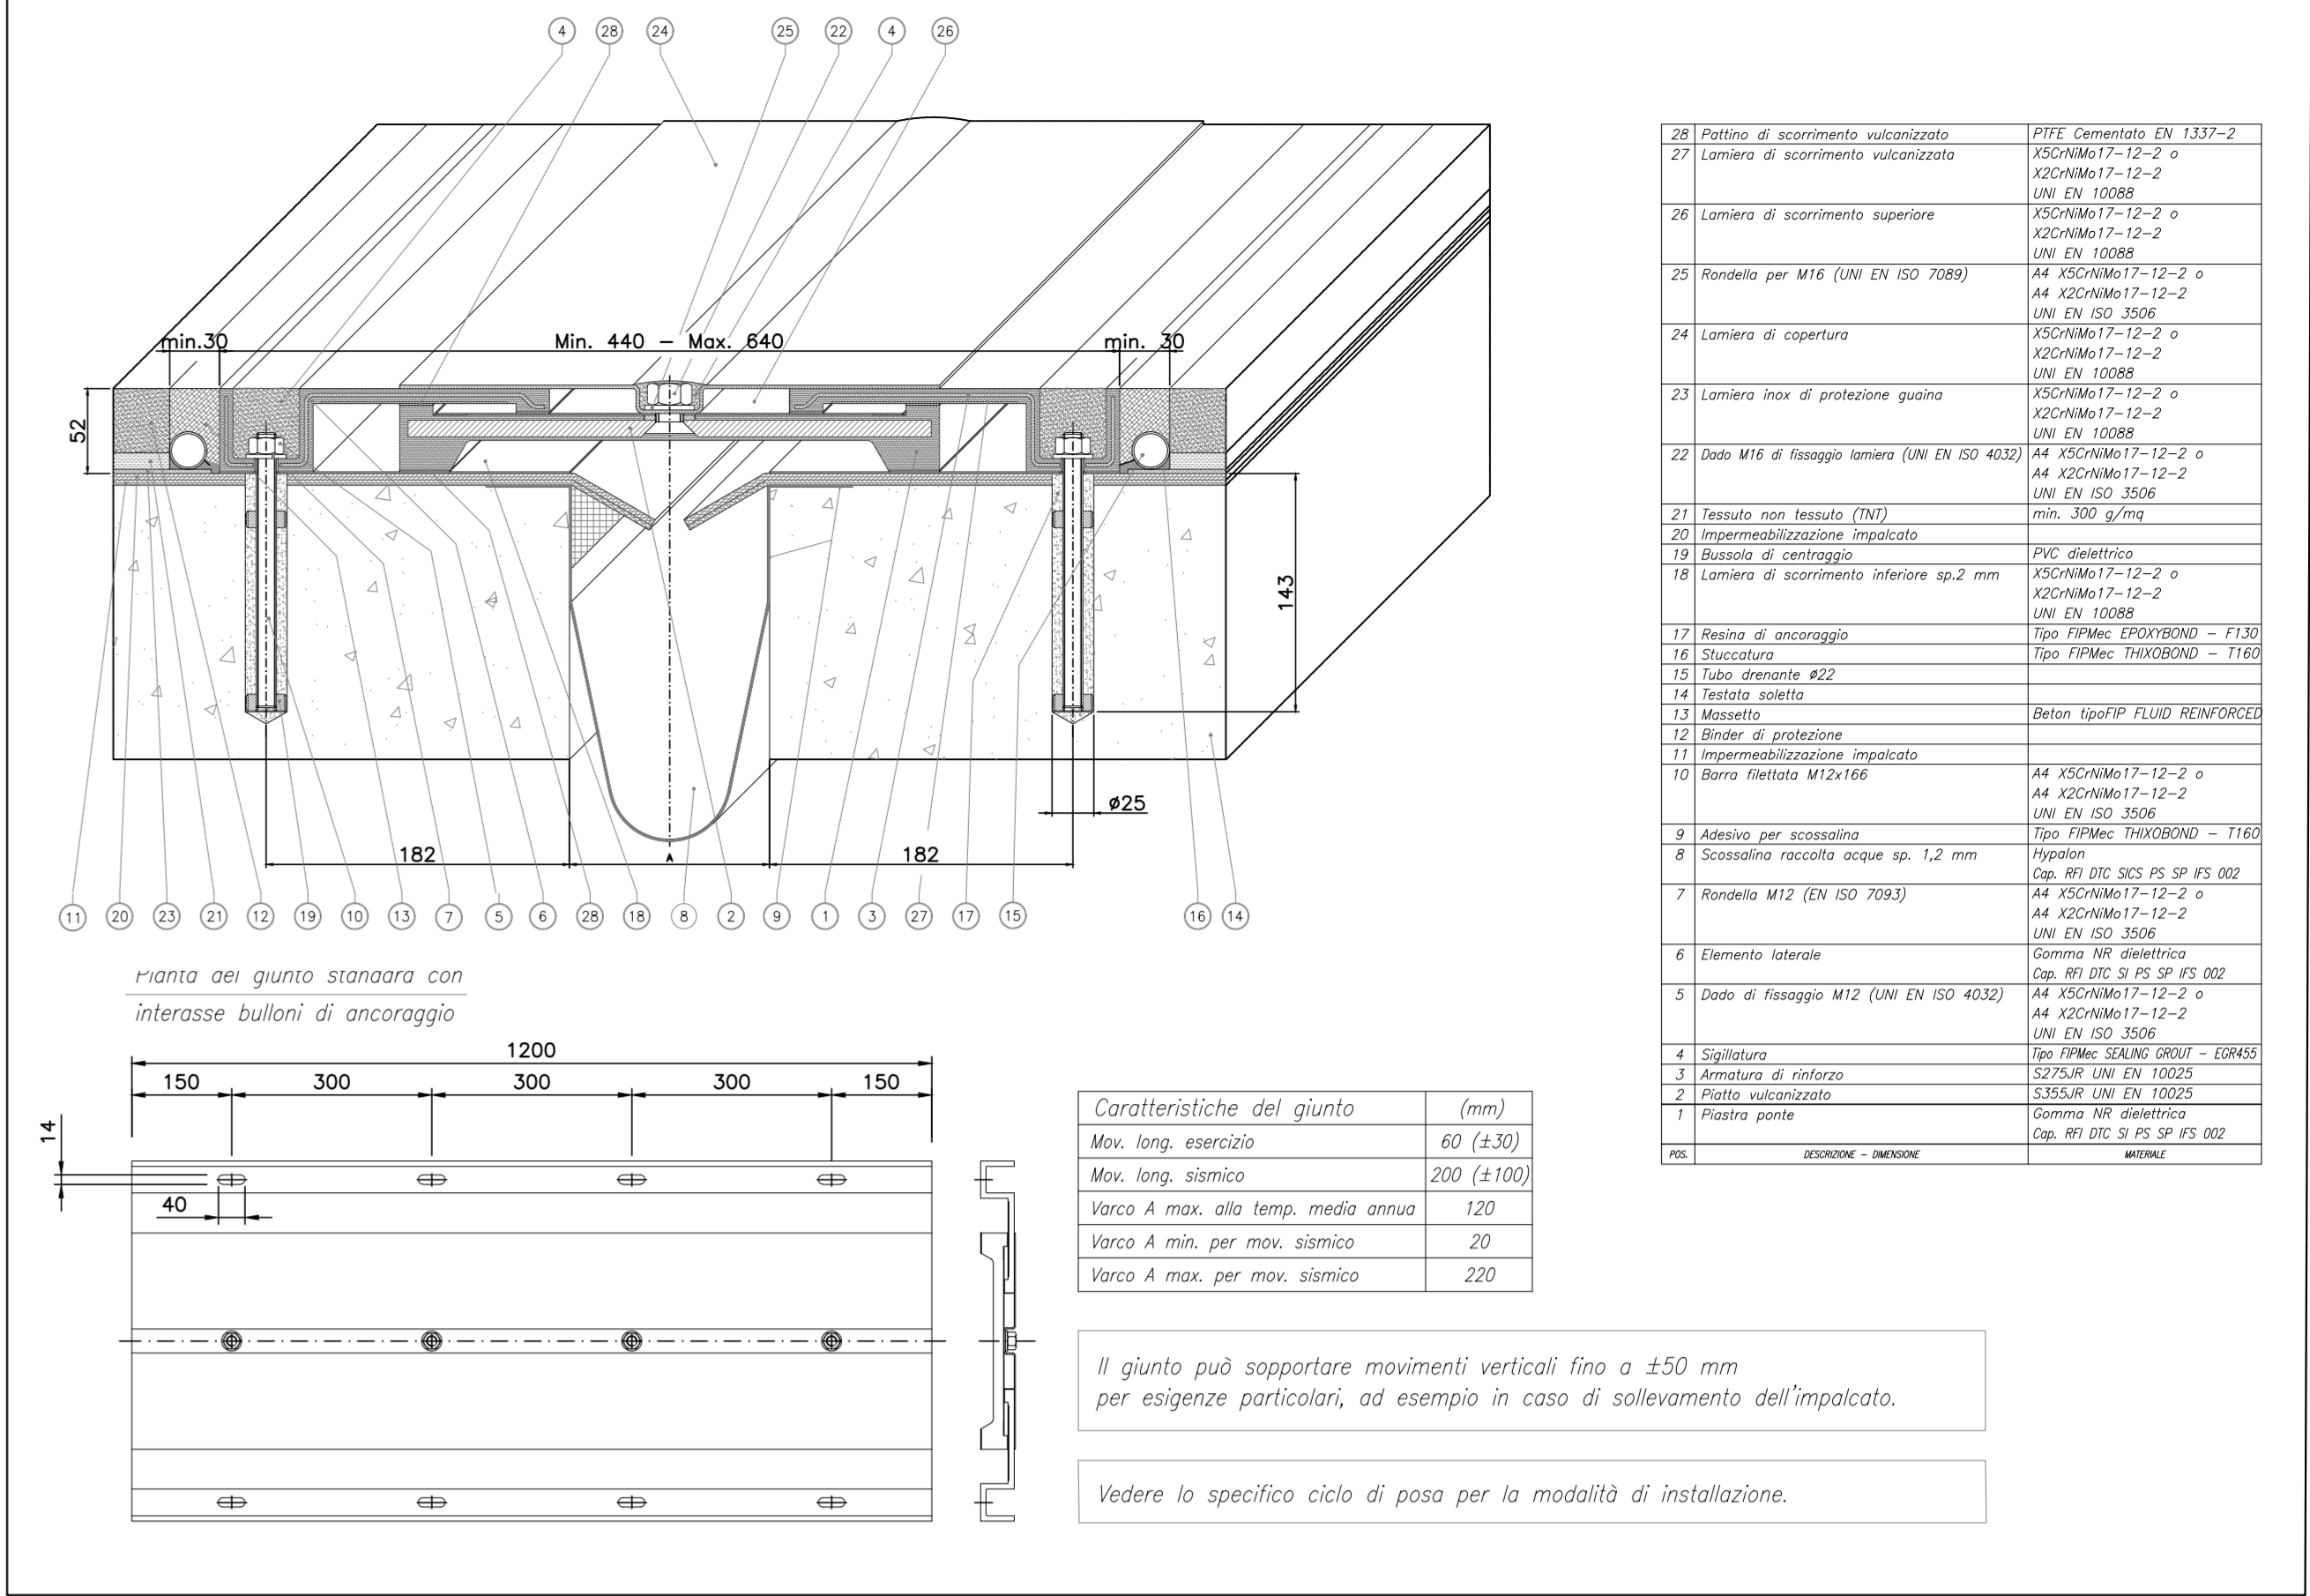 4 28 24 25 22 4 26
min.30 Min. 440 - Max. 640 min. 30
52
143
ø25
182 A 182
11 20 23 21 12 19 10 13 7 5 6 28 18 8 2 9 1 3 27 17 15 16 14
Pianta del giunto standard con
interasse bulloni di ancoraggio
1200
150 300 300 300 150
14
40
28 Pattino di scorrimento vulcanizzato PTFE Cementato EN 1337-2
27 Lamiera di scorrimento vulcanizzata X5CrNiMo17-12-2 o
X2CrNiMo17-12-2
UNI EN 10088
26 Lamiera di scorrimento superiore X5CrNiMo17-12-2 o
X2CrNiMo17-12-2
UNI EN 10088
25 Rondella per M16 (UNI EN ISO 7089) A4 X5CrNiMo17-12-2 o
A4 X2CrNiMo17-12-2
UNI EN ISO 3506
24 Lamiera di copertura X5CrNiMo17-12-2 o
X2CrNiMo17-12-2
UNI EN 10088
23 Lamiera inox di protezione guaina X5CrNiMo17-12-2 o
X2CrNiMo17-12-2
UNI EN 10088
22 Dado M16 di fissaggio lamiera (UNI EN ISO 4032) A4 X5CrNiMo17-12-2 o
A4 X2CrNiMo17-12-2
UNI EN ISO 3506
21 Tessuto non tessuto (TNT) min. 300 g/mq
20 Impermeabilizzazione impalcato
19 Bussola di centraggio PVC dielettrico
18 Lamiera di scorrimento inferiore sp.2 mm X5CrNiMo17-12-2 o
X2CrNiMo17-12-2
UNI EN 10088
17 Resina di ancoraggio Tipo FIPMec EPOXYBOND - F130
16 Stuccatura Tipo FIPMec THIXOBOND - T160
15 Tubo drenante ø22
14 Testata soletta
13 Massetto Beton tipoFIP FLUID REINFORCED
12 Binder di protezione
11 Impermeabilizzazione impalcato
10 Barra filettata M12x166 A4 X5CrNiMo17-12-2 o
A4 X2CrNiMo17-12-2
UNI EN ISO 3506
9 Adesivo per scossalina Tipo FIPMec THIXOBOND - T160
8 Scossalina raccolta acque sp. 1,2 mm Hypalon
Cap. RFI DTC SICS PS SP IFS 002
7 Rondella M12 (EN ISO 7093) A4 X5CrNiMo17-12-2 o
A4 X2CrNiMo17-12-2
UNI EN ISO 3506
6 Elemento laterale Gomma NR dielettrica
Cap. RFI DTC SI PS SP IFS 002
5 Dado di fissaggio M12 (UNI EN ISO 4032) A4 X5CrNiMo17-12-2 o
A4 X2CrNiMo17-12-2
UNI EN ISO 3506
4 Sigillatura Tipo FIPMec SEALING GROUT - EGR455
3 Armatura di rinforzo S275JR UNI EN 10025
2 Piatto vulcanizzato S355JR UNI EN 10025
1 Piastra ponte Gomma NR dielettrica
Cap. RFI DTC SI PS SP IFS 002
POS. DESCRIZIONE - DIMENSIONE MATERIALE
Caratteristiche del giunto (mm)
Mov. long. esercizio 60 (±30)
Mov. long. sismico 200 (±100)
Varco A max. alla temp. media annua 120
Varco A min. per mov. sismico 20
Varco A max. per mov. sismico 220
Il giunto può sopportare movimenti verticali fino a ±50 mm
per esigenze particolari, ad esempio in caso di sollevamento dell'impalcato.
Vedere lo specifico ciclo di posa per la modalità di installazione.